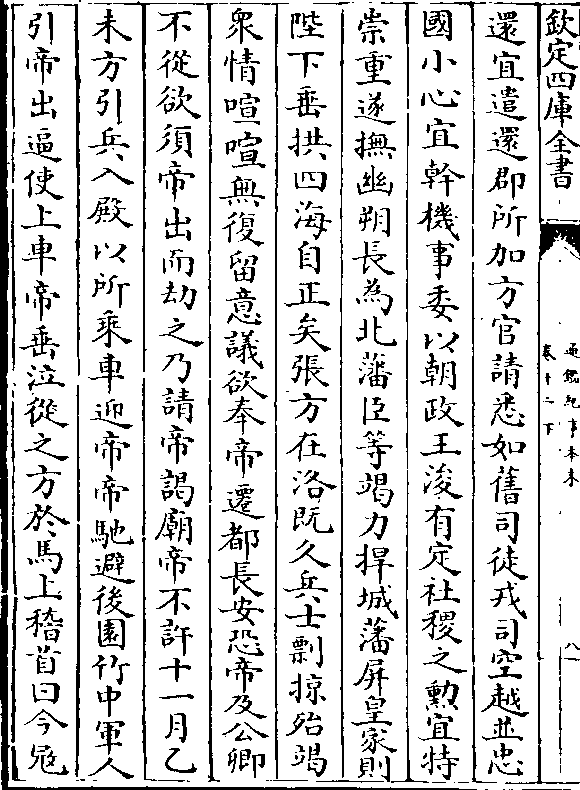 欽定四庫全書
通鑑紀事本末
卷十二下
八
還宜遣還郡所加方官請悉如舊司徒戎司空越並忠
國小心宜幹機事委以朝政王浚有定社稷之勲宜特
崇重遂撫幽朔長為北藩臣等竭力捍城藩屏皇家則
陛下垂拱四海自正矣張方在洛既久兵士剽掠殆竭
衆情喧喧無復留意議欲奉帝遷都長安恐帝及公卿
不從欲須帝出而劫之乃請帝謁廟帝不許十一月乙
未方引兵入殿以所乘車迎帝帝馳避後園竹中軍人
引帝出逼使上車帝垂泣從之方於馬上稽首曰今寇